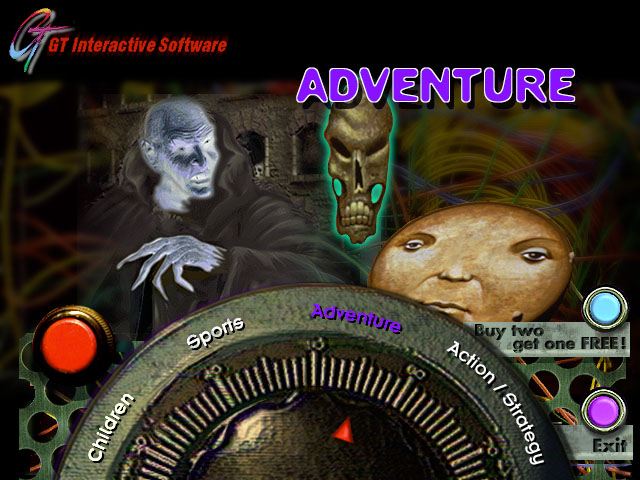 GT Interactive Software
ADVENTURE
Children
Sports
Adventure
Action / Strategy
Buy two
get one FREE!
Exit